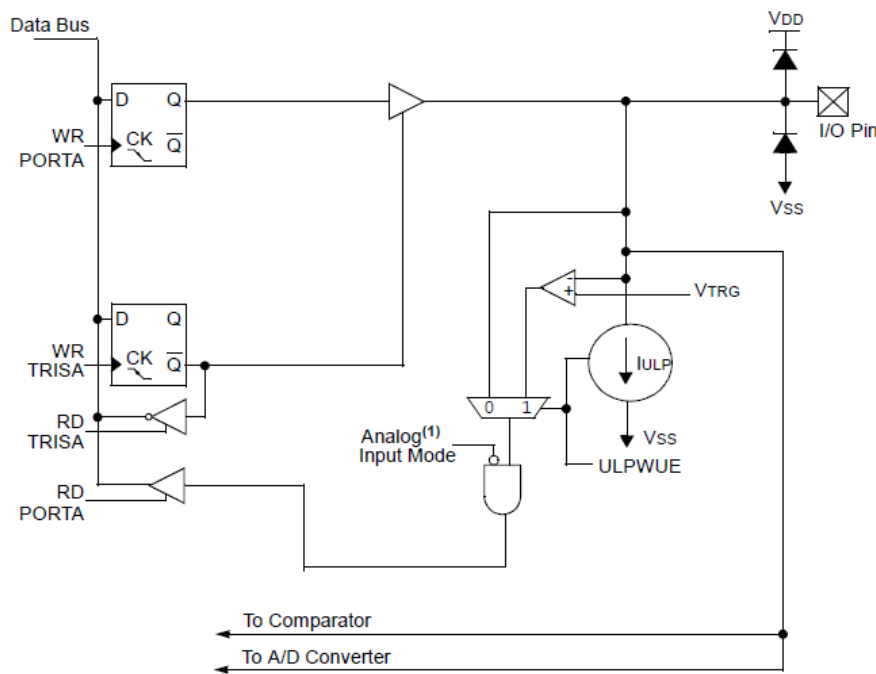 Data Bus
VDD
D Q
WR
PORTA
CK Q
I/O Pin
VSS
-
+
VTRG
D Q
WR
TRISA
CK Q
IULP
RD
TRISA
0 1
Analog(1)
Input Mode
VSS
ULPWUE
RD
PORTA
To Comparator
To A/D Converter